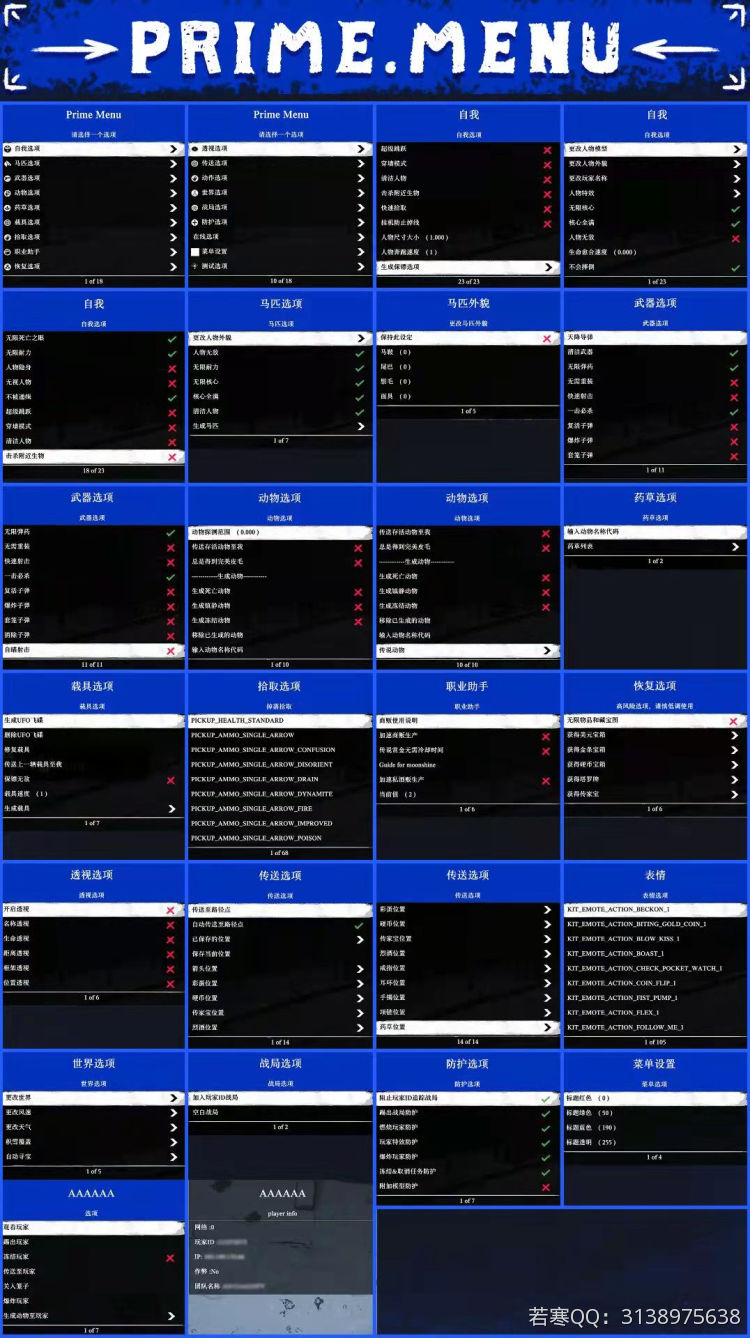 PRIME.MENU
Prime Menu
请选择一个选项
自我选项
马匹选项
武器选项
动物选项
药草选项
载具选项
拾取选项
职业助手
恢复选项
1 of 18
Prime Menu
请选择一个选项
透视选项
传送选项
动作选项
世界选项
战局选项
防护选项
在线选项
菜单设置
测试选项
10 of 18
自我
自我选项
超级跳跃
穿墙模式
清洁人物
击杀附近生物
快速拾取
挂机防止掉线
人物尺寸大小 (1.000)
人物奔跑速度 (1)
生成保镖选项
23 of 23
自我
自我选项
更改人物模型
更改人物外貌
更改玩家名称
人物特效
无限核心
核心全满
人物无敌
生命愈合速度 (0.000)
不会摔倒
1 of 23
自我
自我选项
无限死亡之眼
无限耐力
人物隐身
无视人物
不被通缉
超级跳跃
穿墙模式
清洁人物
击杀附近生物
18 of 23
马匹选项
马匹选项
更改人物外貌
人物无敌
无限耐力
无限核心
核心全满
清洁人物
生成马匹
1 of 7
马匹外貌
更改马匹外貌
保持此设定
马鞍 (0)
尾巴 (0)
鬃毛 (0)
面具 (0)
1 of 5
武器选项
武器选项
天降导弹
清洁武器
无限弹药
无需重装
快速射击
一击必杀
复活子弹
爆炸子弹
套笼子弹
1 of 11
武器选项
武器选项
无限弹药
无需重装
快速射击
一击必杀
复活子弹
爆炸子弹
套笼子弹
消除子弹
自瞄射击
11 of 11
动物选项
动物选项
动物探测范围 (0.000)
传送存活动物至我
总是得到完美皮毛
------------生成动物------------
生成死亡动物
生成镇静动物
生成冻结动物
移除已生成的动物
输入动物名称代码
1 of 10
动物选项
动物选项
传送存活动物至我
总是得到完美皮毛
------------生成动物------------
生成死亡动物
生成镇静动物
生成冻结动物
移除已生成的动物
输入动物名称代码
传说动物
10 of 10
药草选项
药草选项
输入动物名称代码
药草列表
1 of 2
载具选项
载具选项
生成UFO飞碟
删除UFO飞碟
修复载具
传送上一辆载具至我
保镖无敌
载具速度 (1)
生成载具
1 of 7
拾取选项
掉落拾取
PICKUP_HEALTH_STANDARD
PICKUP_AMMO_SINGLE_ARROW
PICKUP_AMMO_SINGLE_ARROW_CONFUSION
PICKUP_AMMO_SINGLE_ARROW_DISORIENT
PICKUP_AMMO_SINGLE_ARROW_DRAIN
PICKUP_AMMO_SINGLE_ARROW_DYNAMITE
PICKUP_AMMO_SINGLE_ARROW_FIRE
PICKUP_AMMO_SINGLE_ARROW_IMPROVED
PICKUP_AMMO_SINGLE_ARROW_POISON
1 of 68
职业助手
职业助手
商贩使用说明
加速商贩生产
传说赏金无需冷却时间
Guide for moonshine
加速私酒贩生产
当前值 (2)
1 of 6
恢复选项
高风险选项，请慎低调使用
无限物品和藏宝图
获得美元宝箱
获得金条宝箱
获得硬币宝箱
获得塔罗牌
获得传家宝
1 of 6
透视选项
透视选项
开启透视
名称透视
生命透视
距离透视
框架透视
位置透视
1 of 6
传送选项
传送选项
传送至路径点
自动传送至路径点
已保存的位置
保存当前位置
箭头位置
彩蛋位置
硬币位置
传家宝位置
烈酒位置
1 of 14
传送选项
传送选项
彩蛋位置
硬币位置
传家宝位置
烈酒位置
戒指位置
耳环位置
手镯位置
项链位置
药草位置
14 of 14
表情
表情选项
KIT_EMOTE_ACTION_BECKON_1
KIT_EMOTE_ACTION_BITING_GOLD_COIN_1
KIT_EMOTE_ACTION_BLOW_KISS_1
KIT_EMOTE_ACTION_BOAST_1
KIT_EMOTE_ACTION_CHECK_POCKET_WATCH_1
KIT_EMOTE_ACTION_COIN_FLIP_1
KIT_EMOTE_ACTION_FIST_PUMP_1
KIT_EMOTE_ACTION_FLEX_1
KIT_EMOTE_ACTION_FOLLOW_ME_1
1 of 105
世界选项
世界选项
更改世界
更改风速
更改天气
积雪覆盖
自动寻宝
1 of 5
战局选项
战局选项
加入玩家ID战局
空白战局
1 of 2
防护选项
防护选项
阻止玩家ID追踪战局
踢出战局防护
燃烧玩家防护
玩家特效防护
爆炸玩家防护
冻结&取消任务防护
附加模型防护
1 of 7
菜单设置
菜单选项
标题红色 (0)
标题绿色 (50)
标题蓝色 (190)
标题透明 (255)
1 of 4
AAAAAA
选项
观看玩家
踢出玩家
冻结玩家
传送至玩家
关入笼子
爆炸玩家
生成动物至玩家
1 of 7
AAAAAA
player info
网络 :0
玩家ID
IP:
作弊 :No
团队名称
若寒QQ：3138975638